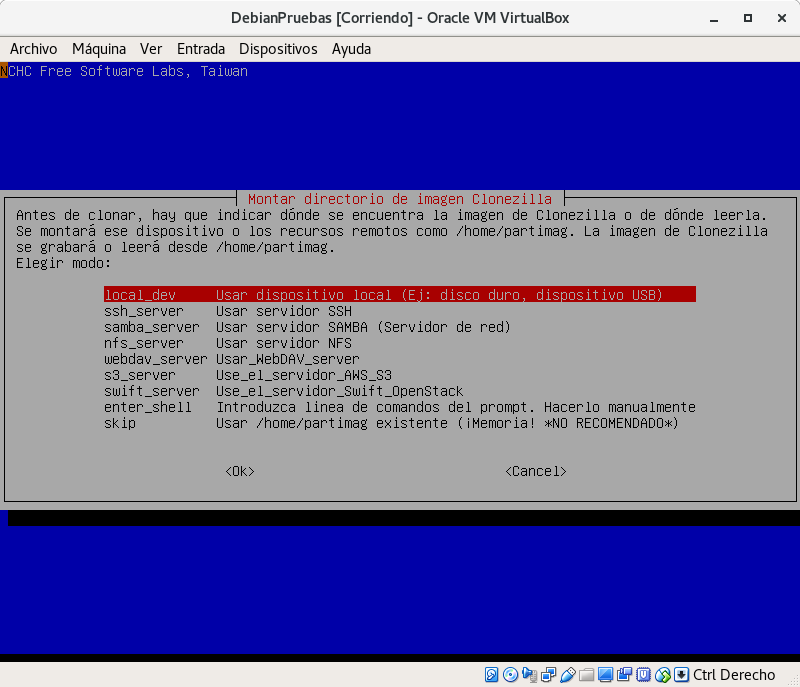 DebianPruebas [Corriendo] - Oracle VM VirtualBox
Archivo Máquina Ver Entrada Dispositivos Ayuda
NCHC Free Software Labs, Taiwan
Montar directorio de imagen Clonezilla
Antes de clonar, hay que indicar dónde se encuentra la imagen de Clonezilla o de dónde leerla.
Se montará ese dispositivo o los recursos remotos como /home/partimag. La imagen de Clonezilla
se grabará o leerá desde /home/partimag.
Elegir modo:
local_dev Usar dispositivo local (Ej: disco duro, dispositivo USB)
ssh_server Usar servidor SSH
samba_server Usar servidor SAMBA (Servidor de red)
nfs_server Usar servidor NFS
webdav_server Usar_WebDAV_server
s3_server Use_el_servidor_AWS_S3
swift_server Use_el_servidor_Swift_OpenStack
enter_shell Introduzca linea de comandos del prompt. Hacerlo manualmente
skip Usar /home/partimag existente (¡Memoria! *NO RECOMENDADO*)
<Ok> <Cancel>
Ctrl Derecho